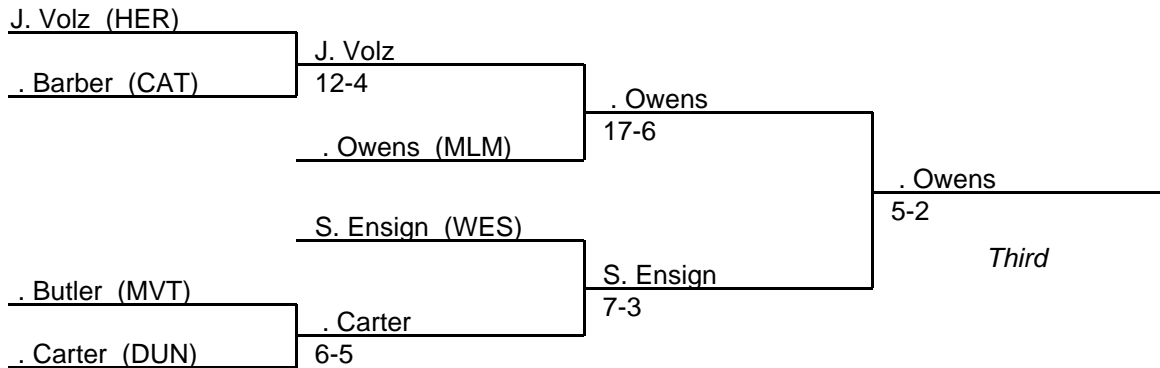 J. Volz (HER)
J. Volz
. Barber (CAT)
12-4
. Owens
17-6
. Owens (MLM)
. Owens
5-2
S. Ensign (WES)
Third
S. Ensign
. Butler (MVT)
7-3
. Carter
. Carter (DUN)
6-5